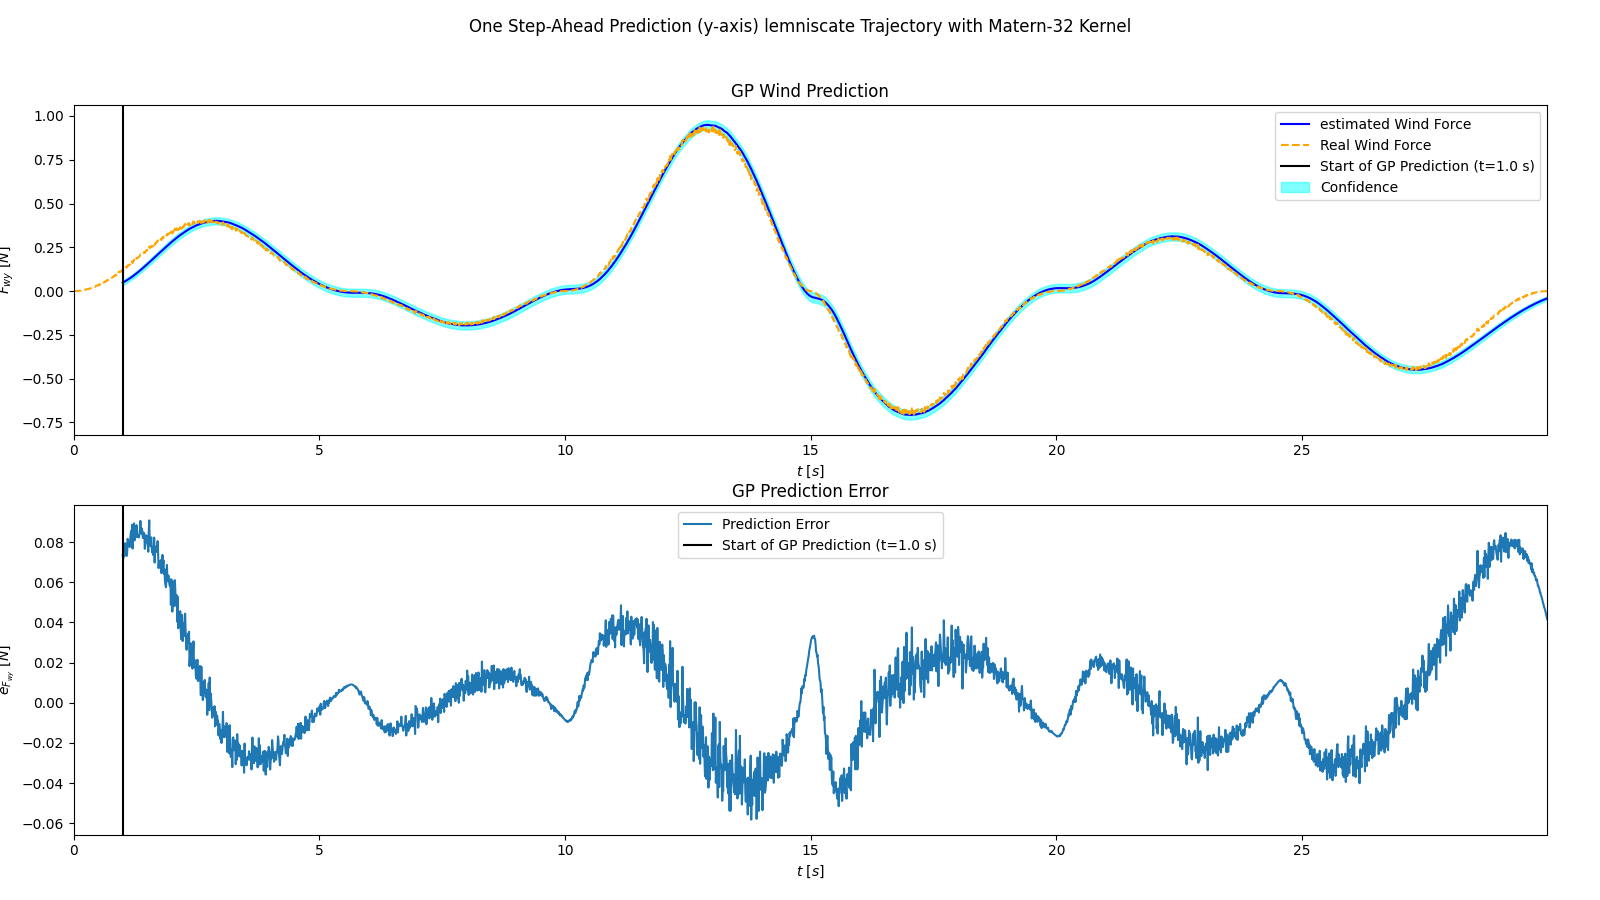 One Step-Ahead Prediction (y-axis) lemniscate Trajectory with Matern-32 Kernel
GP Wind Prediction
F_wy [N]
1.00
0.75
0.50
0.25
0.00
−0.25
−0.50
−0.75
estimated Wind Force
Real Wind Force
Start of GP Prediction (t=1.0 s)
Confidence
0 5 10 15 20 25
t [s]
GP Prediction Error
e_F_wy [N]
0.08
0.06
0.04
0.02
0.00
−0.02
−0.04
−0.06
Prediction Error
Start of GP Prediction (t=1.0 s)
0 5 10 15 20 25
t [s]